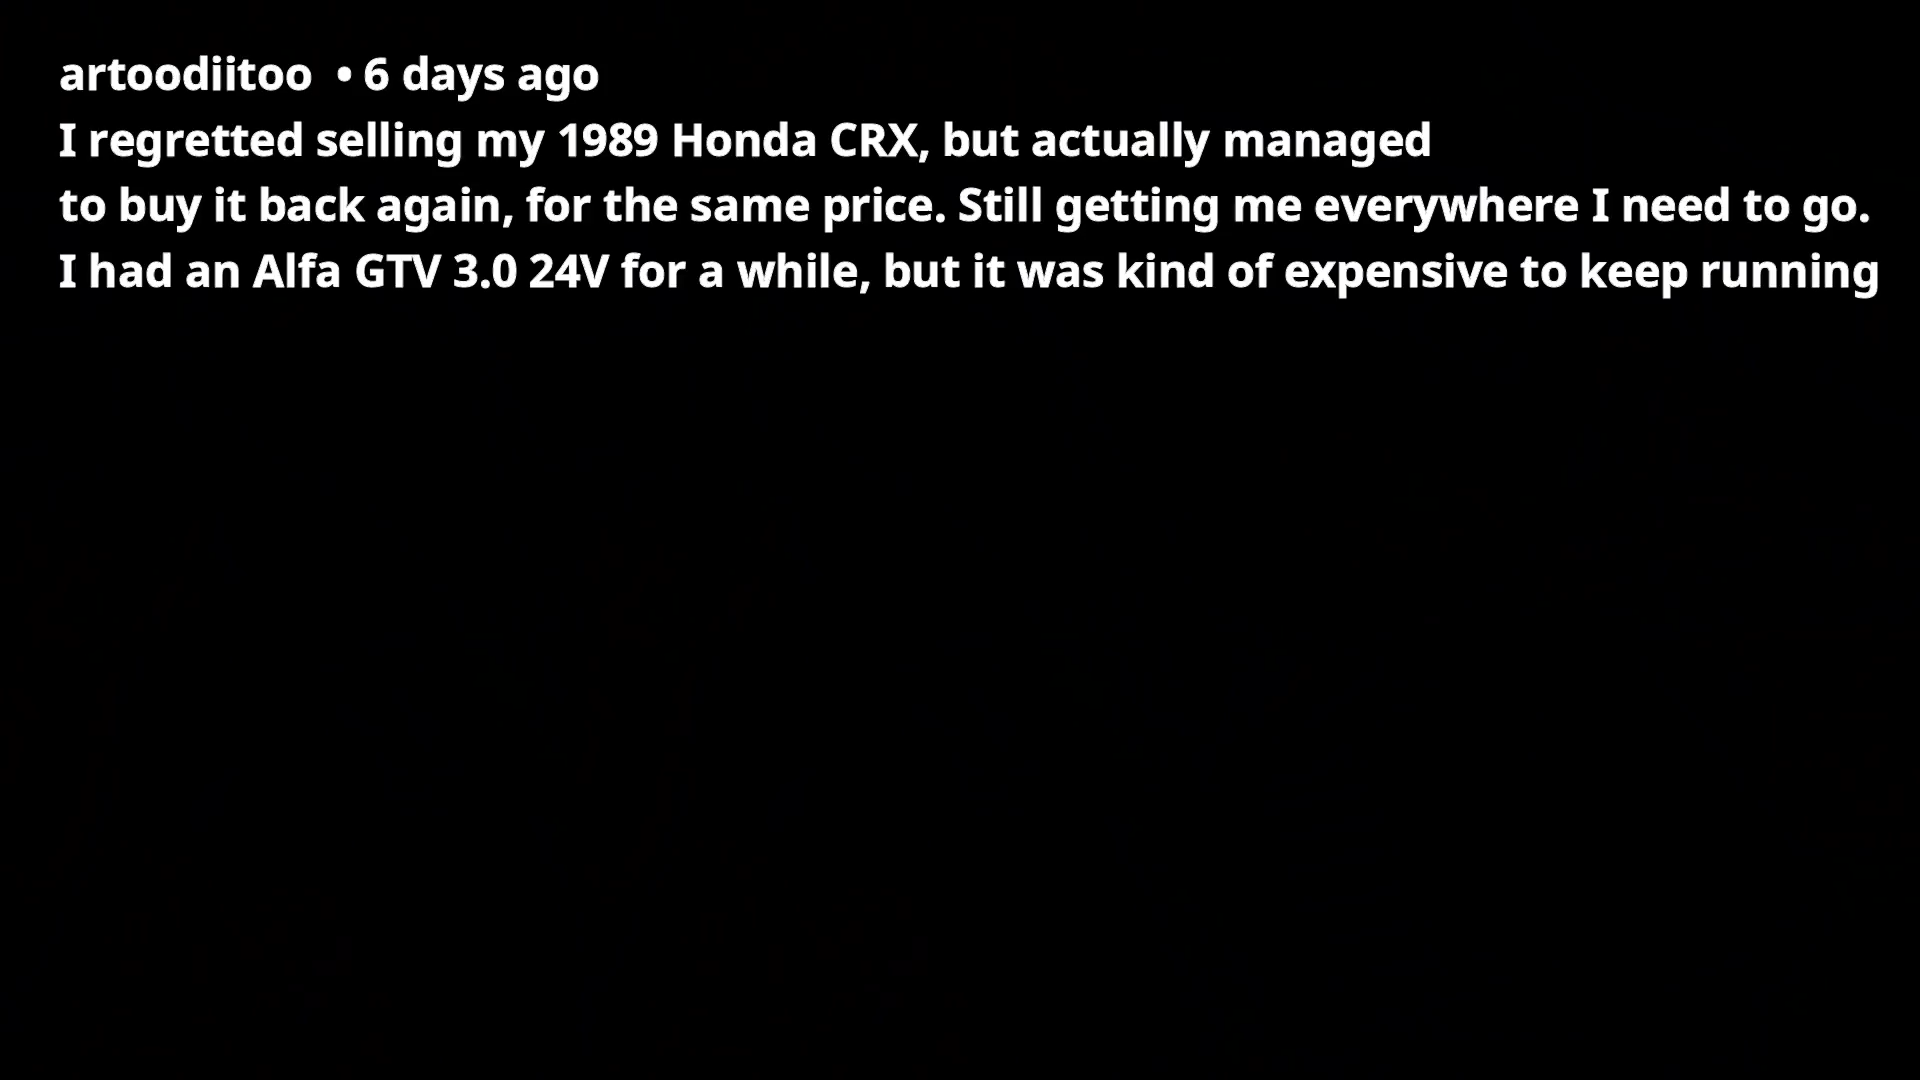 artoodiitoo • 6 days ago
I regretted selling my 1989 Honda CRX, but actually managed
to buy it back again, for the same price. Still getting me everywhere I need to go.
I had an Alfa GTV 3.0 24V for a while, but it was kind of expensive to keep running